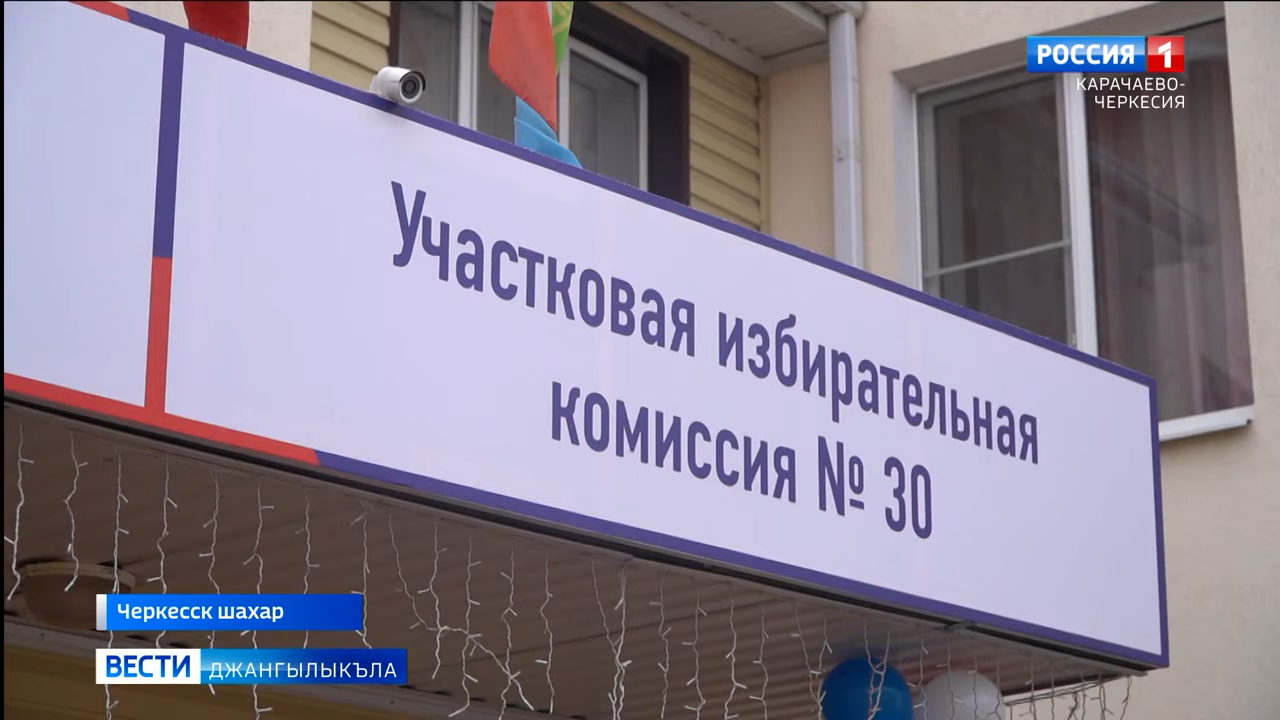 РОССИЯ 1
КАРАЧАЕВО-
ЧЕРКЕСИЯ
Участковая избирательная
комиссия № 30
Черкесск шахар
ВЕСТИ ДЖАНГЫЛЫКЪЛА